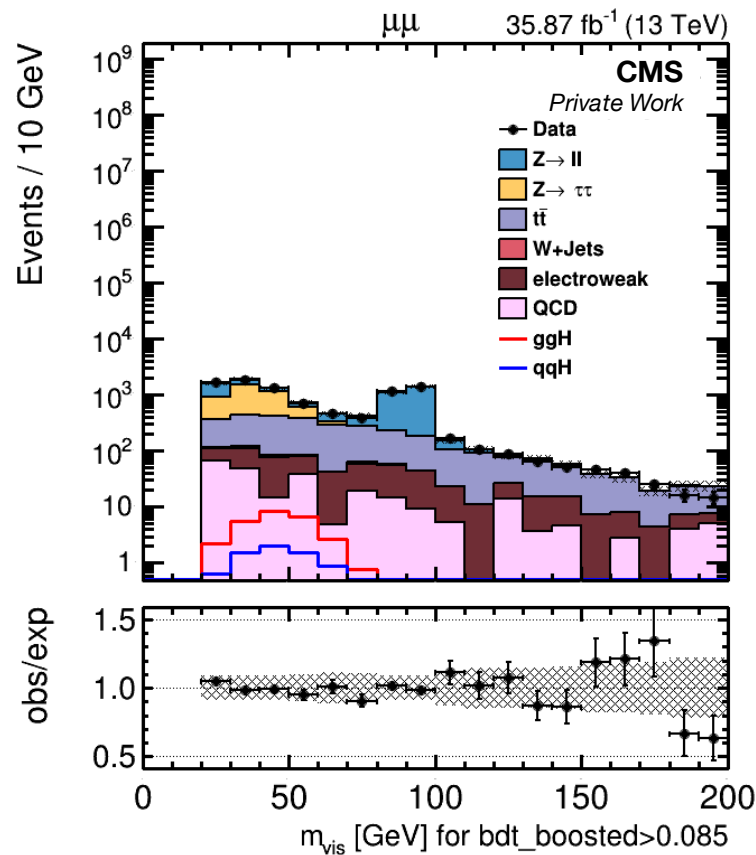 μμ 35.87 fb⁻¹ (13 TeV)
CMS
Private Work
Data
Z→ ll
Z→ ττ
tt̄
W+Jets
electroweak
QCD
ggH
qqH
Events / 10 GeV
10⁹
10⁸
10⁷
10⁶
10⁵
10⁴
10³
10²
10
1
obs/exp
1.5
1.0
0.5
0 50 100 150 200
m_vis [GeV] for bdt_boosted>0.085